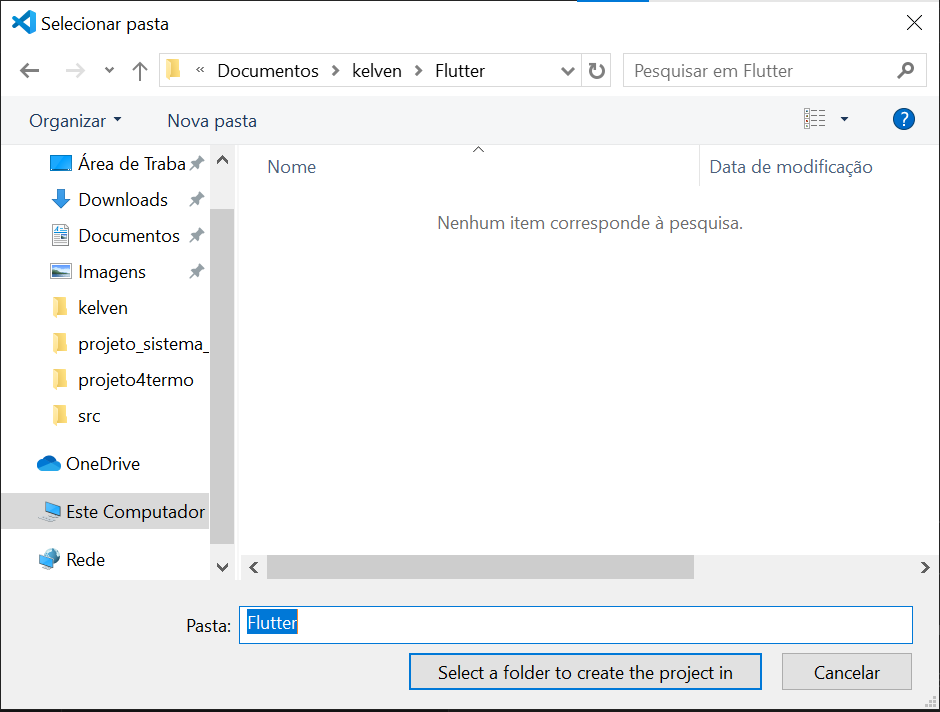 Selecionar pasta
« Documentos > kelven > Flutter
Pesquisar em Flutter
Organizar
Nova pasta
?
Área de Traba
Downloads
Documentos
Imagens
kelven
projeto_sistema_
projeto4termo
src
OneDrive
Este Computador
Rede
Nome
Data de modificação
Nenhum item corresponde à pesquisa.
Pasta: Flutter
Select a folder to create the project in
Cancelar